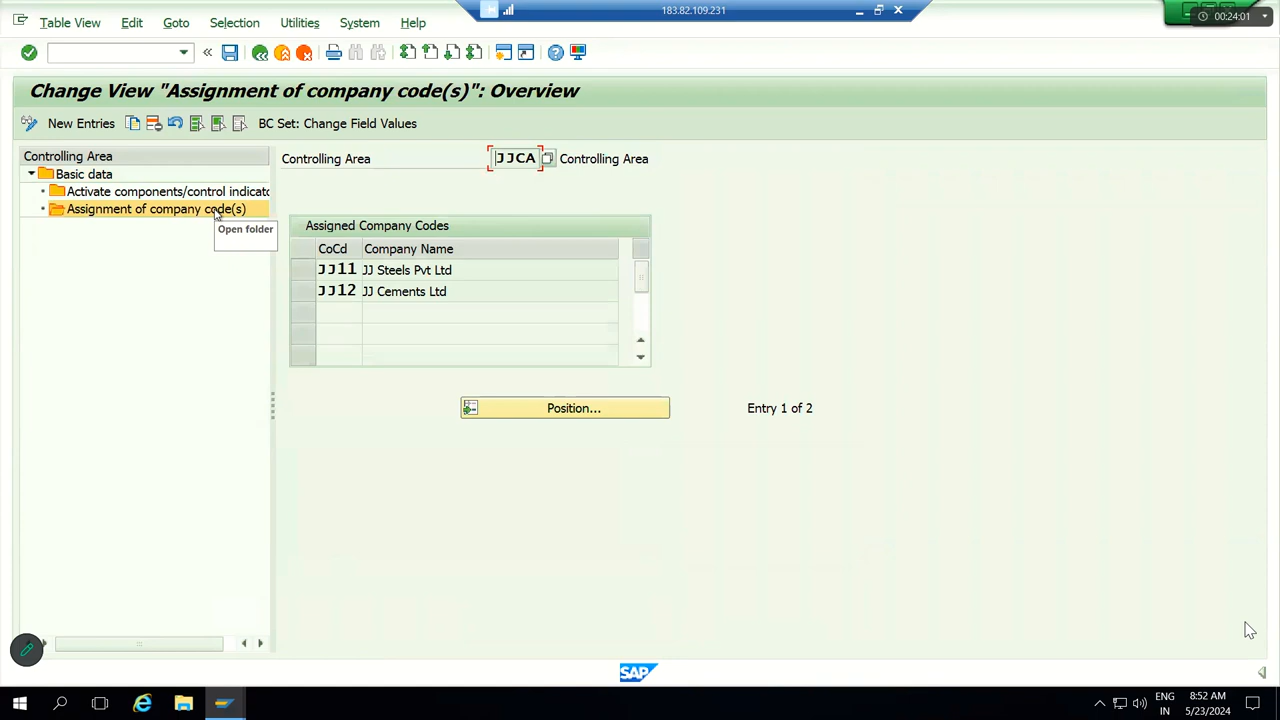 183.82.109.231
00:24:01
Table View Edit Goto Selection Utilities System Help
Change View "Assignment of company code(s)": Overview
New Entries BC Set: Change Field Values
Controlling Area
Basic data
Activate components/control indicato
Assignment of company code(s)
Open folder
Controlling Area JJCA Controlling Area
Assigned Company Codes
CoCd Company Name
JJ11 JJ Steels Pvt Ltd
JJ12 JJ Cements Ltd
Position... Entry 1 of 2
SAP
ENG
IN
8:52 AM
5/23/2024